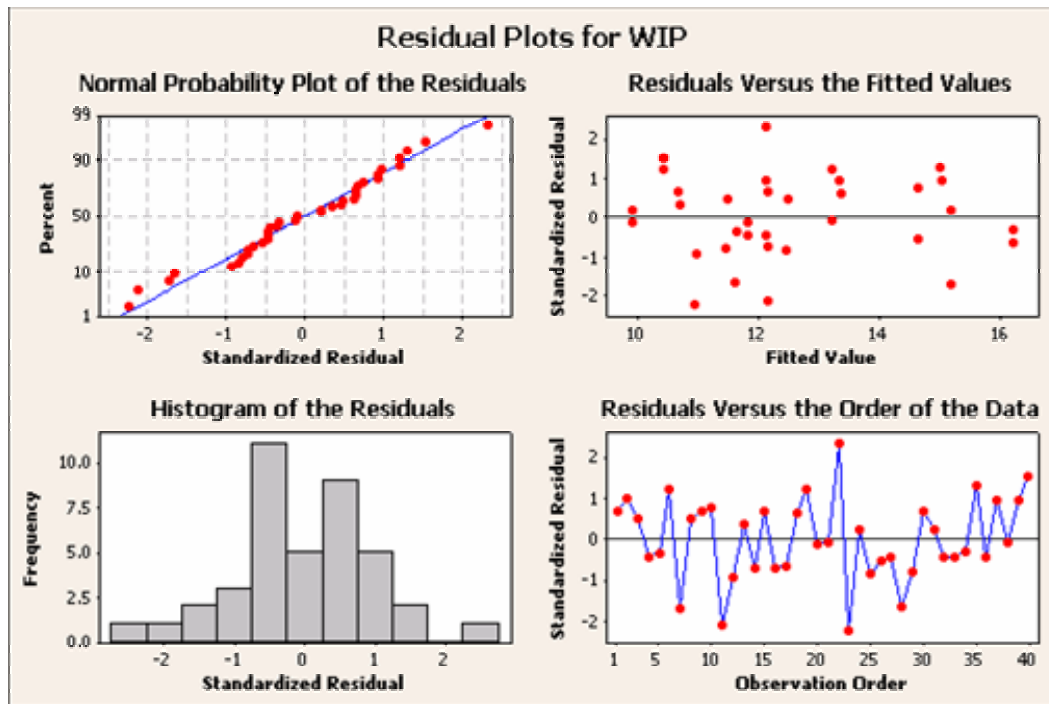 Residual Plots for WIP
Normal Probability Plot of the Residuals
99
90
50
10
1
Percent
-2 -1 0 1 2
Standardized Residual
Residuals Versus the Fitted Values
2
1
0
-1
-2
Standardized Residual
10 12 14 16
Fitted Value
Histogram of the Residuals
10.0
7.5
5.0
2.5
0.0
Frequency
-2 -1 0 1 2
Standardized Residual
Residuals Versus the Order of the Data
2
1
0
-1
-2
Standardized Residual
1 5 10 15 20 25 30 35 40
Observation Order